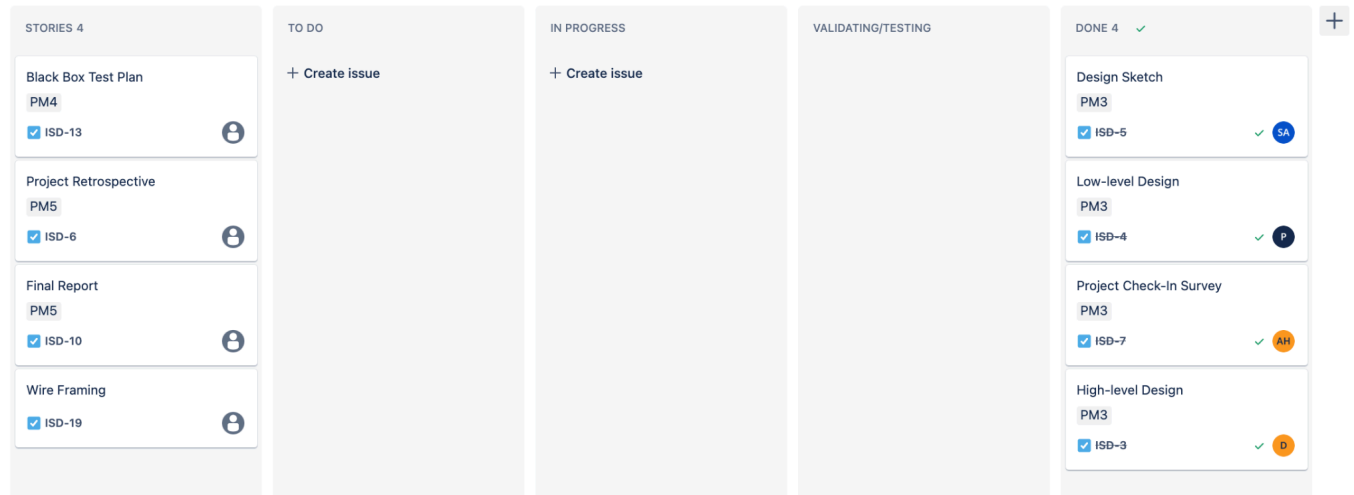 STORIES 4
Black Box Test Plan
PM4
ISD-13
Project Retrospective
PM5
ISD-6
Final Report
PM5
ISD-10
Wire Framing
ISD-19
TO DO
+ Create issue
IN PROGRESS
+ Create issue
VALIDATING/TESTING
DONE 4
Design Sketch
PM3
ISD-5
SA
Low-level Design
PM3
ISD-4
P
Project Check-In Survey
PM3
ISD-7
AH
High-level Design
PM3
ISD-3
D